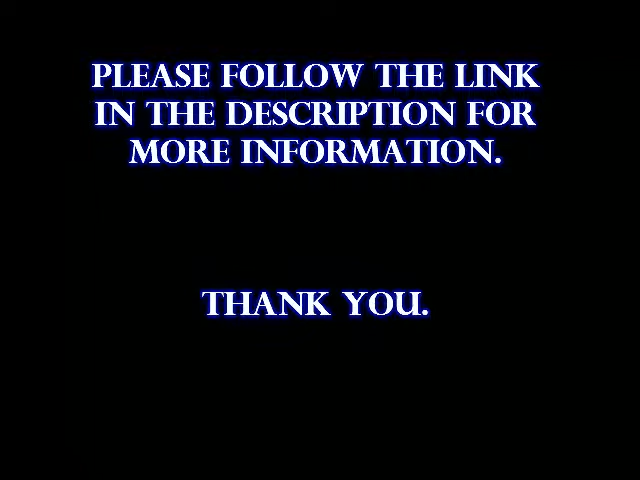 PLEASE FOLLOW THE LINK
IN THE DESCRIPTION FOR
MORE INFORMATION.
THANK YOU.